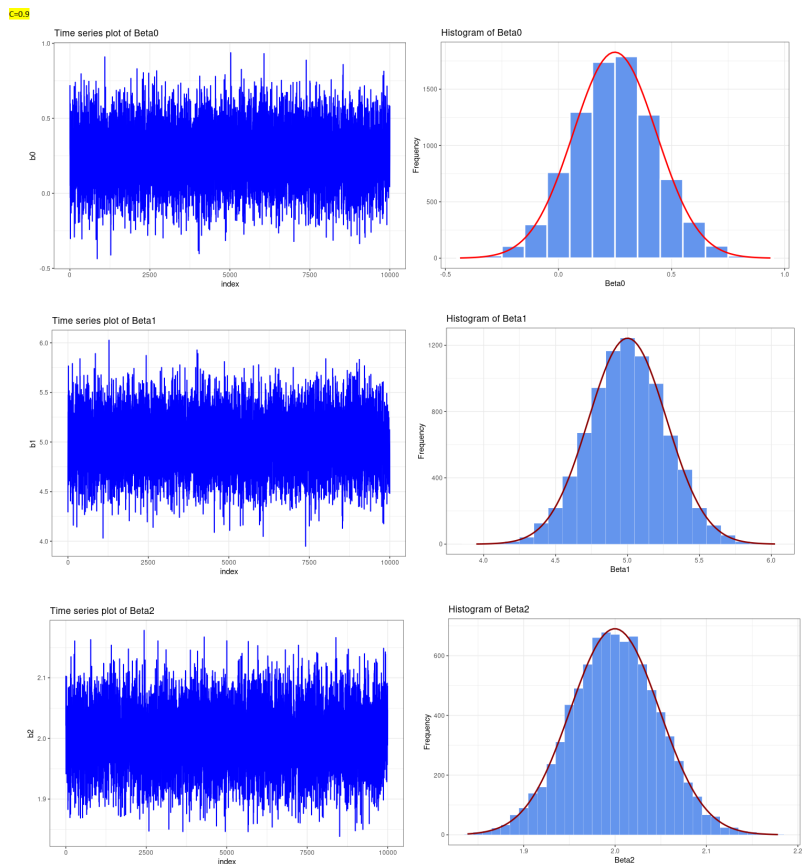 C=0.9
Time series plot of Beta0
1.0
0.5
0.0
-0.5
b0
0
2500
5000
7500
10000
index
Histogram of Beta0
1500
1000
500
0
Frequency
-0.5
0.0
0.5
1.0
Beta0
Time series plot of Beta1
6.0
5.5
5.0
4.5
4.0
b1
0
2500
5000
7500
10000
index
Histogram of Beta1
1200
800
400
0
Frequency
4.0
4.5
5.0
5.5
6.0
Beta1
Time series plot of Beta2
2.1
2.0
1.9
b2
0
2500
5000
7500
10000
index
Histogram of Beta2
600
400
200
0
Frequency
1.9
2.0
2.1
2.2
Beta2